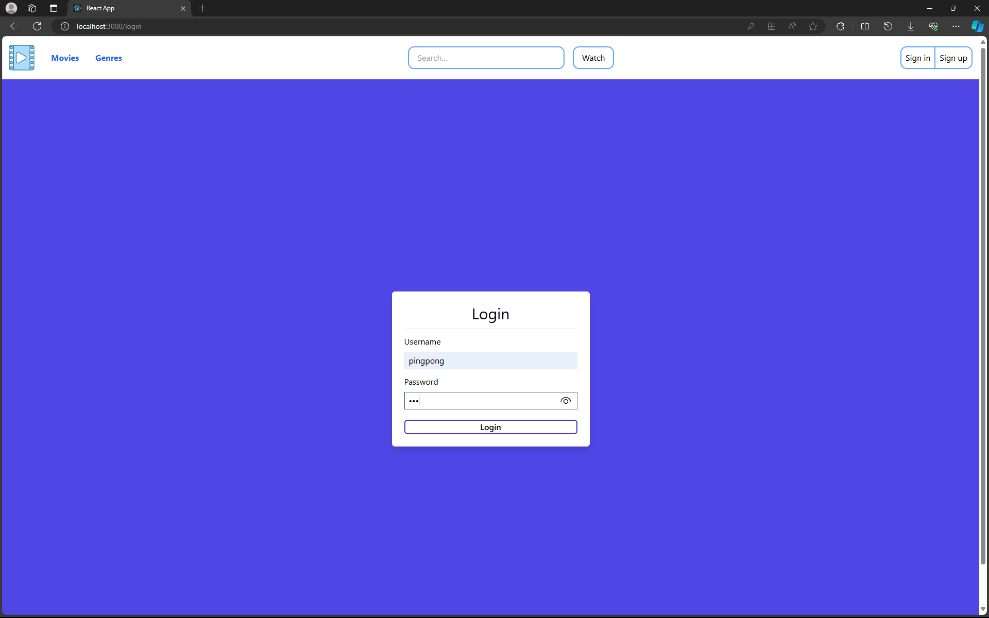 React App
localhost:3000/login
Movies Genres Search... Watch Sign in Sign up
Login
Username
pingpong
Password
•••
Login